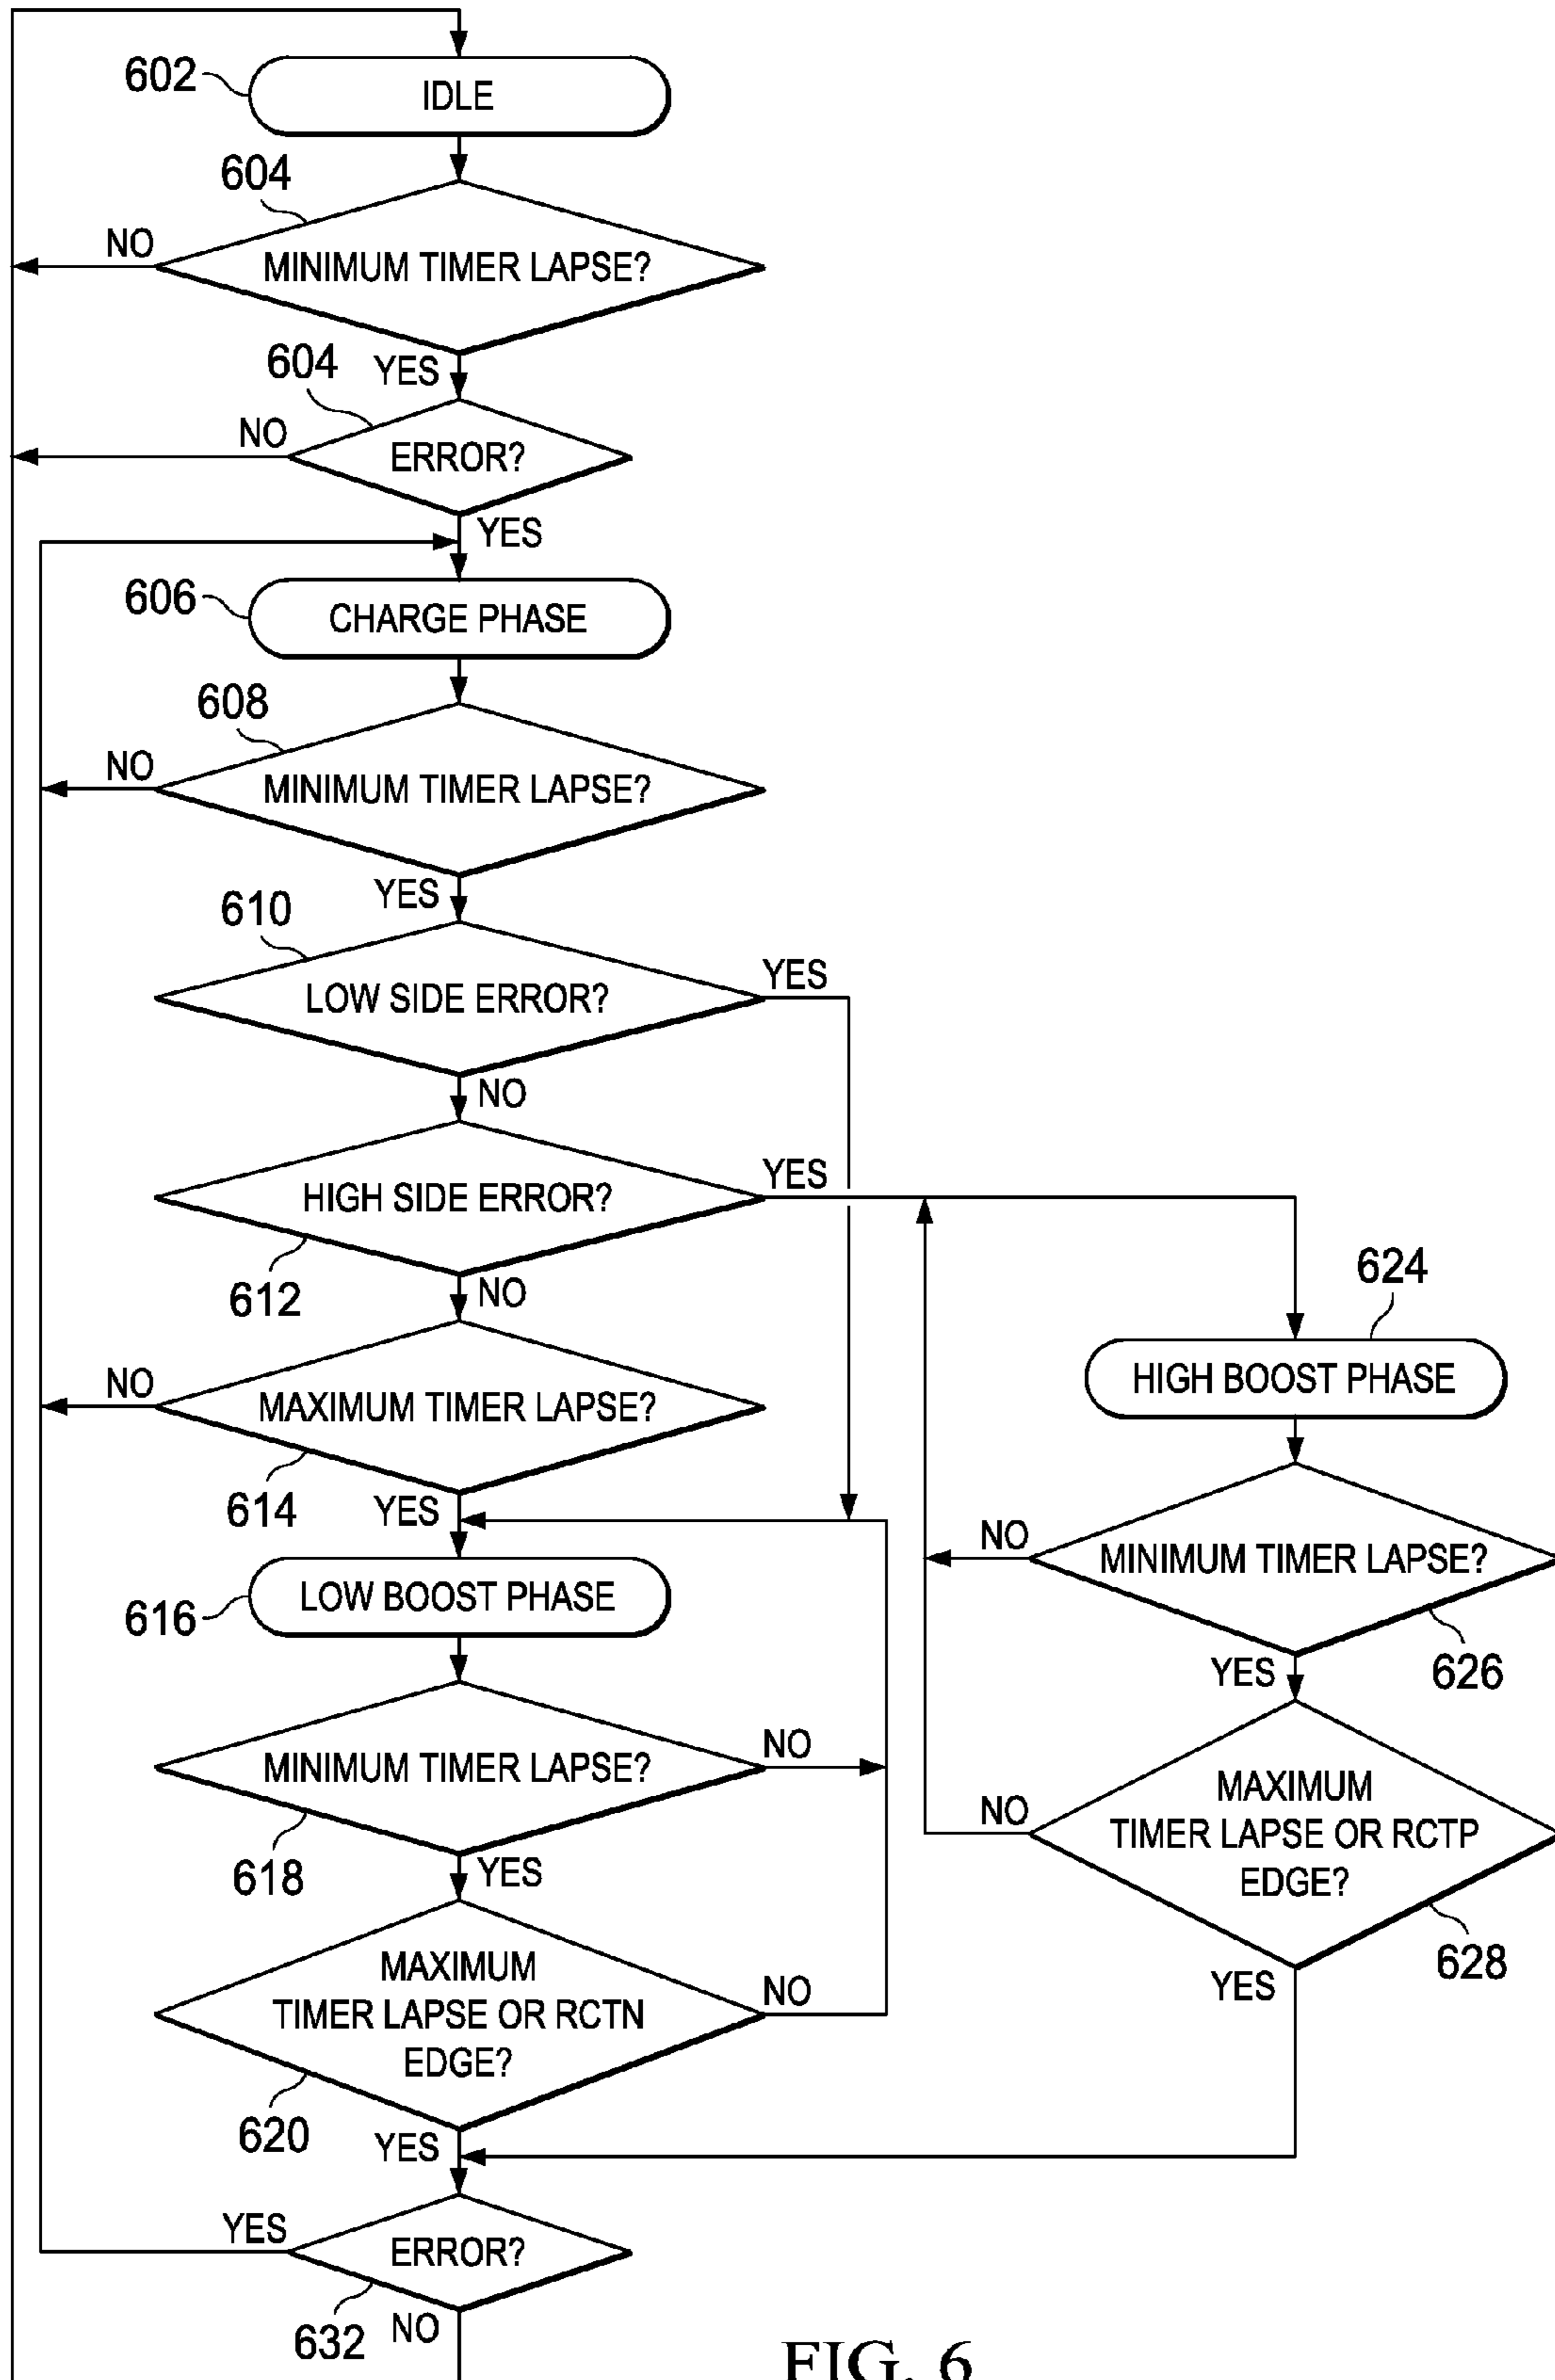 602
IDLE
604
NO
MINIMUM TIMER LAPSE?
YES
604
NO
ERROR?
YES
606
CHARGE PHASE
608
NO
MINIMUM TIMER LAPSE?
YES
610
LOW SIDE ERROR?
YES
NO
HIGH SIDE ERROR?
YES
612
NO
NO
MAXIMUM TIMER LAPSE?
614
YES
616
LOW BOOST PHASE
MINIMUM TIMER LAPSE?
NO
618
YES
MAXIMUM
TIMER LAPSE OR RCTN
EDGE?
NO
620
YES
624
HIGH BOOST PHASE
NO
MINIMUM TIMER LAPSE?
626
YES
MAXIMUM
TIMER LAPSE OR RCTP
EDGE?
NO
628
YES
YES
ERROR?
632
NO
FIG. 6